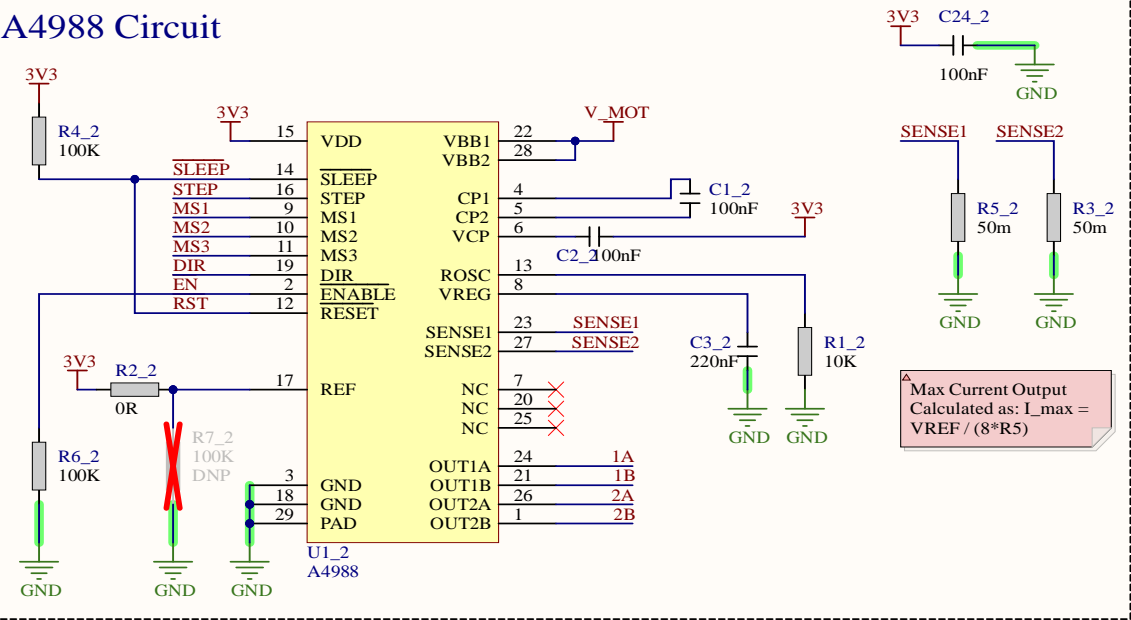 A4988 Circuit
3V3
R4_2
100K
3V3
15
VDD
SLEEP
14
SLEEP
STEP
16
STEP
MS1
9
MS1
MS2
10
MS2
MS3
11
MS3
DIR
19
DIR
EN
2
ENABLE
RST
12
RESET
3V3
R2_2
0R
17
REF
R6_2
100K
R7_2
100K
DNP
3
GND
18
GND
29
PAD
GND
GND
GND
U1_2
A4988
VBB1
22
VBB2
28
V_MOT
CP1
4
CP2
5
C1_2
100nF
VCP
6
C2_2
100nF
3V3
ROSC
13
VREG
8
SENSE1
23
SENSE1
SENSE2
27
SENSE2
C3_2
220nF
R1_2
10K
GND
GND
NC
7
NC
20
NC
25
OUT1A
24
1A
OUT1B
21
1B
OUT2A
26
2A
OUT2B
1
2B
3V3
C24_2
100nF
GND
SENSE1
SENSE2
R5_2
50m
R3_2
50m
GND
GND
Max Current Output
Calculated as: I_max =
VREF / (8*R5)